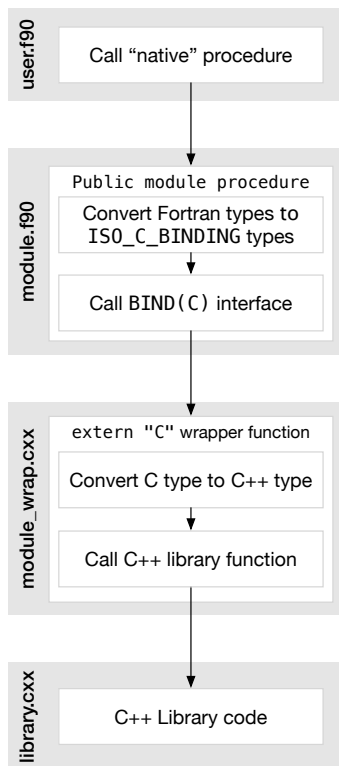 user.f90
Call “native” procedure
module.f90
Public module procedure
Convert Fortran types to
ISO_C_BINDING types
Call BIND(C) interface
module_wrap.cxx
extern "C" wrapper function
Convert C type to C++ type
Call C++ library function
library.cxx
C++ Library code